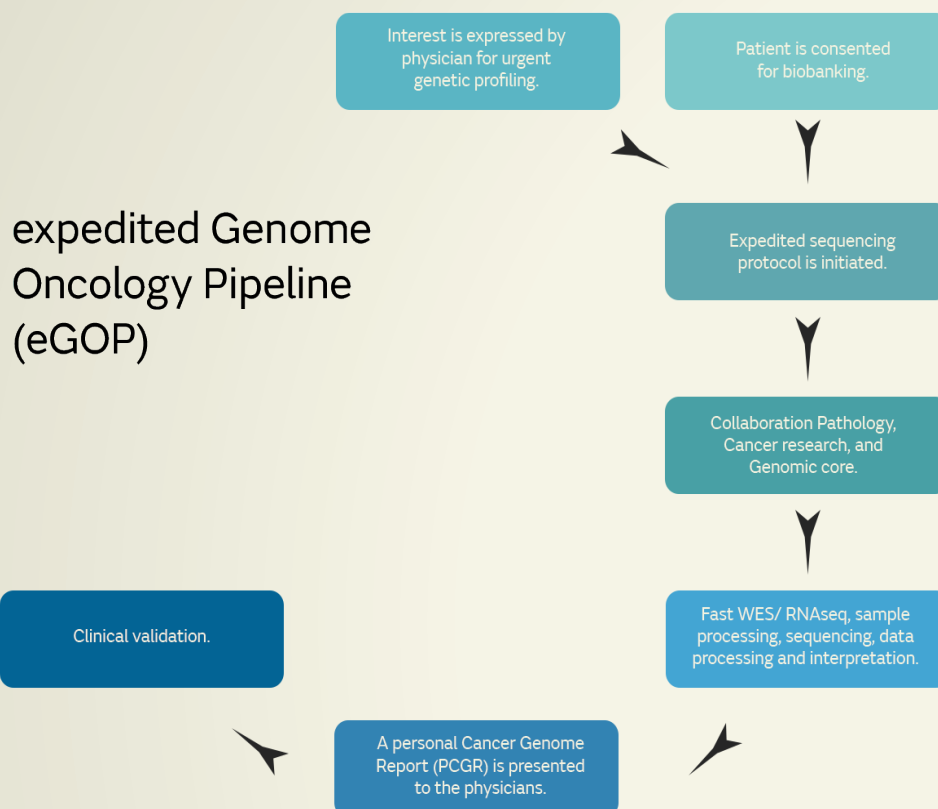 Interest is expressed by
physician for urgent
genetic profiling.
Patient is consented
for biobanking.
expedited Genome
Oncology Pipeline
(eGOP)
Expedited sequencing
protocol is initiated.
Collaboration Pathology,
Cancer research, and
Genomic core.
Fast WES/ RNAseq, sample
processing, sequencing, data
processing and interpretation.
Clinical validation.
A personal Cancer Genome
Report (PCGR) is presented
to the physicians.